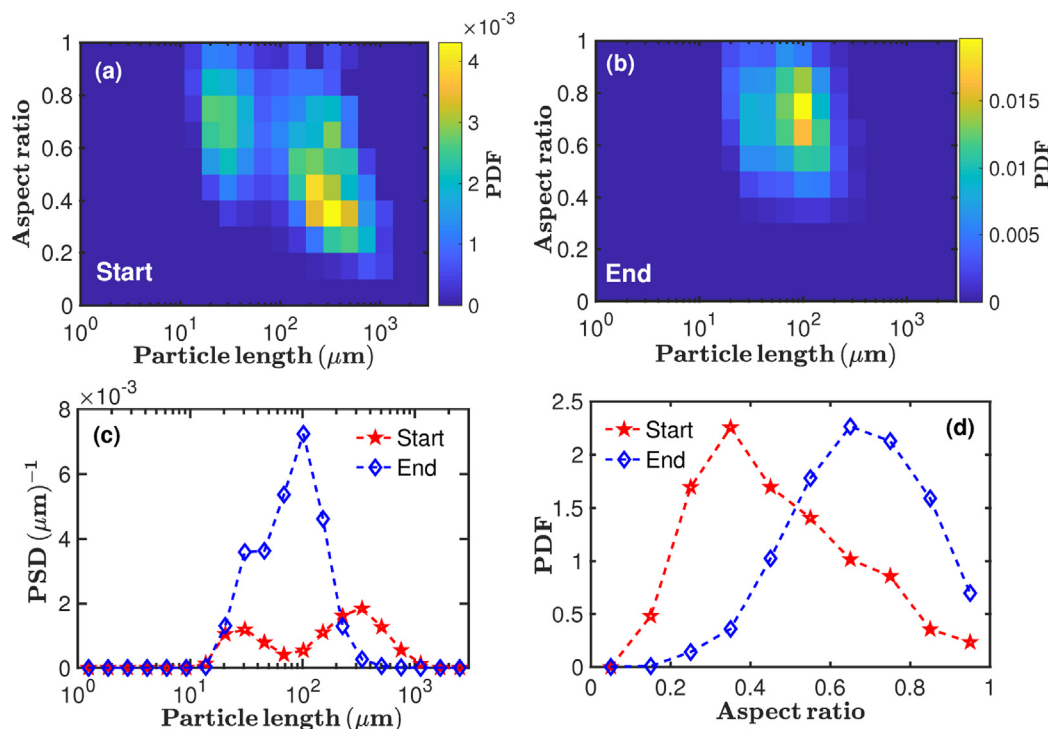 ×10⁻³
(a)
Start
Aspect ratio
1
0.8
0.6
0.4
0.2
0
10⁰ 10¹ 10² 10³
Particle length (μm)
4
3
2
1
0
PDF
(b)
End
Aspect ratio
1
0.8
0.6
0.4
0.2
0
10⁰ 10¹ 10² 10³
Particle length (μm)
0.015
0.01
0.005
0
PDF
×10⁻³
(c)
Start
End
PSD (μm)⁻¹
8
6
4
2
0
10⁰ 10¹ 10² 10³
Particle length (μm)
(d)
Start
End
PDF
2.5
2
1.5
1
0.5
0
0 0.2 0.4 0.6 0.8 1
Aspect ratio